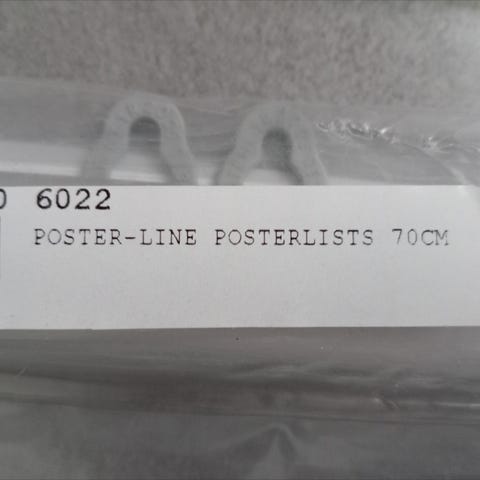 0 6022
POSTER-LINE POSTERLISTS 70CM